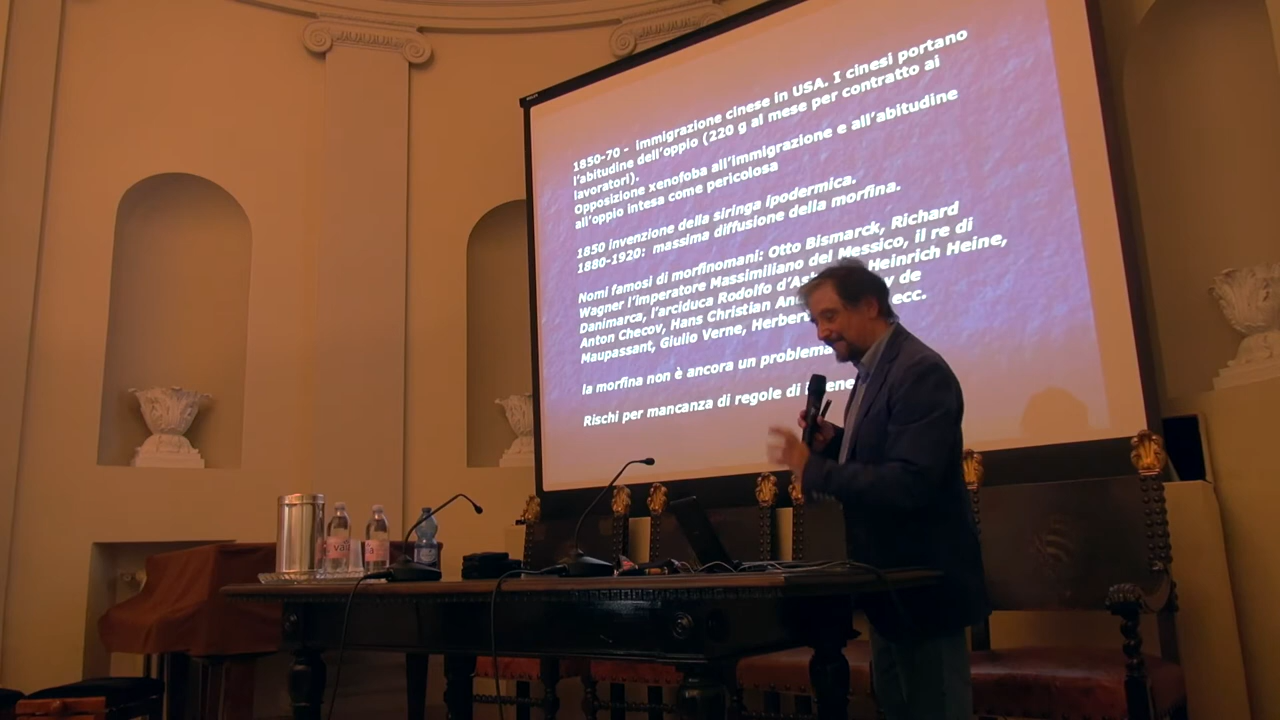 1850-70 - immigrazione cinese in USA. I cinesi portano
l'abitudine dell'oppio (220 g al mese per contratto ai
lavoratori).
Opposizione xenofoba all'immigrazione e all'abitudine
all'oppio intesa come pericolosa
1850 invenzione della siringa ipodermica.
1880-1920: massima diffusione della morfina.
Nomi famosi di morfinomani: Otto Bismarck, Richard
Wagner l'imperatore Massimiliano del Messico, il re di
Danimarca, l'arciduca Rodolfo Heinrich Heine,
Anton Checov, Hans Christian de
Maupassant, Giulio Verne, ecc.
la morfina non è ancora un problema
Rischi per mancanza di regole di